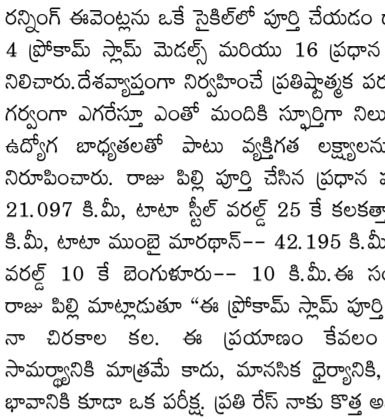 రన్నింగ్ ఈవెంట్లను ఒకే సైకిల్‌లో పూర్తి చేయడం
4 ప్రోకామ్ స్లామ్ మెడల్స్ మరియు 16 ప్రధాన
నిలిచారు.దేశవ్యాప్తంగా నిర్వహించే ప్రతిష్టాత్మక
గర్వంగా ఎగరేస్తూ ఎంతో మందికి స్ఫూర్తిగా
ఉద్యోగ బాధ్యతలతో పాటు వ్యక్తిగత లక్ష్యాలను
నిరూపించారు. రాజు పిల్లి పూర్తి చేసిన ప్రధాన
21.097 కి.మీ, టాటా స్టీల్ వరల్డ్ 25 కే కలకత్తా
కి.మీ, టాటా ముంబై మారథాన్-- 42.195 కి.మీ
వరల్డ్ 10 కే బెంగుళూరు-- 10 కి.మీ.ఈ
రాజు పిల్లి మాట్లాడుతూ “ఈ ప్రోకామ్ స్లామ్ పూర్తి
నా చిరకాల కల. ఈ ప్రయాణం కేవలం
సామర్థ్యానికి మాత్రమే కాదు, మానసిక ధైర్యానికి,
భావానికి కూడా ఒక పరీక్ష. ప్రతి రేస్ నాకు కొత్త